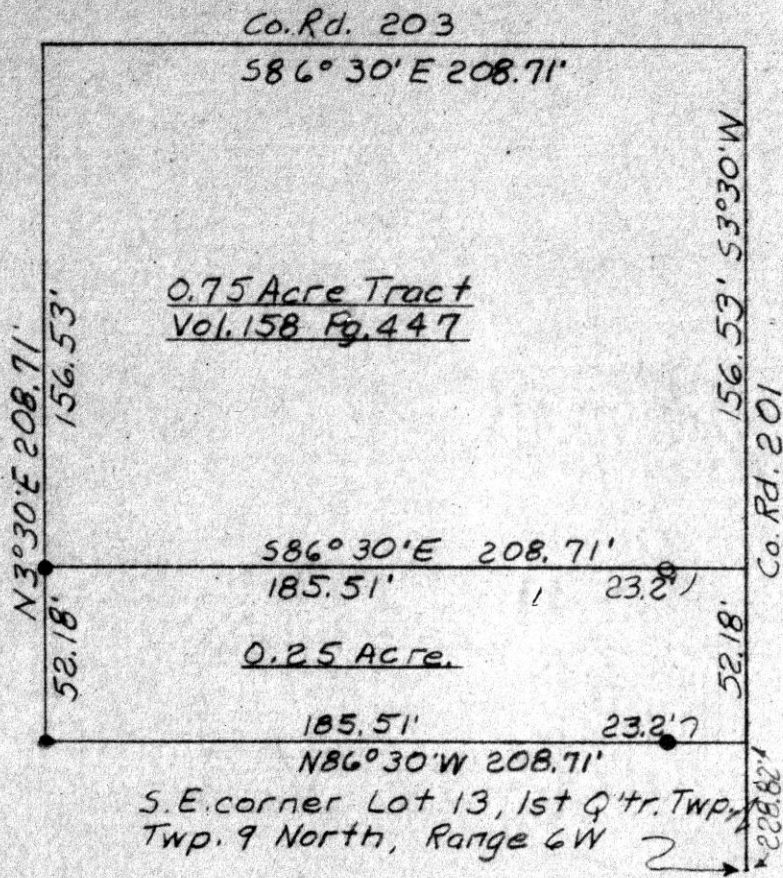 Co.Rd. 203
S86°30'E 208.71'
156.53' S3°30'W
0.75 Acre Tract
Vol.158 Pg.447
N3°30'E 208.71'
156.53'
Co.Rd. 201
S86°30'E 208.71'
185.51' 23.2'
52.18'
0.25 Acre.
52.18'
185.51' 23.2'
N86°30'W 208.71'
S.E.corner Lot 13, 1st Q'tr. Twp.
Twp. 9 North, Range 6W
228.82'